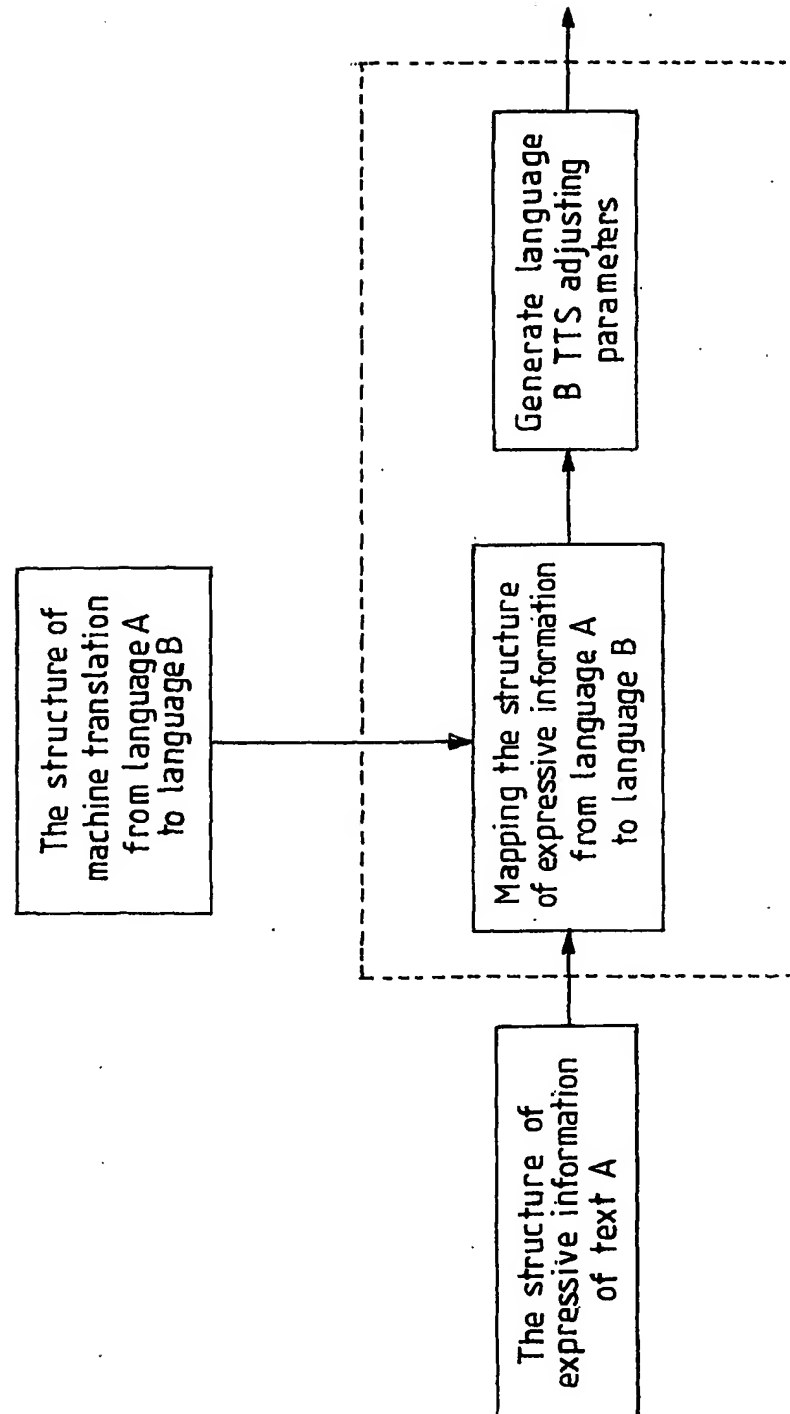 The structure of
machine translation
from language A
to language B
The structure of
expressive information
of text A
Mapping the structure
of expressive information
from language A
to language B
Generate language
B TTS adjusting
parameters